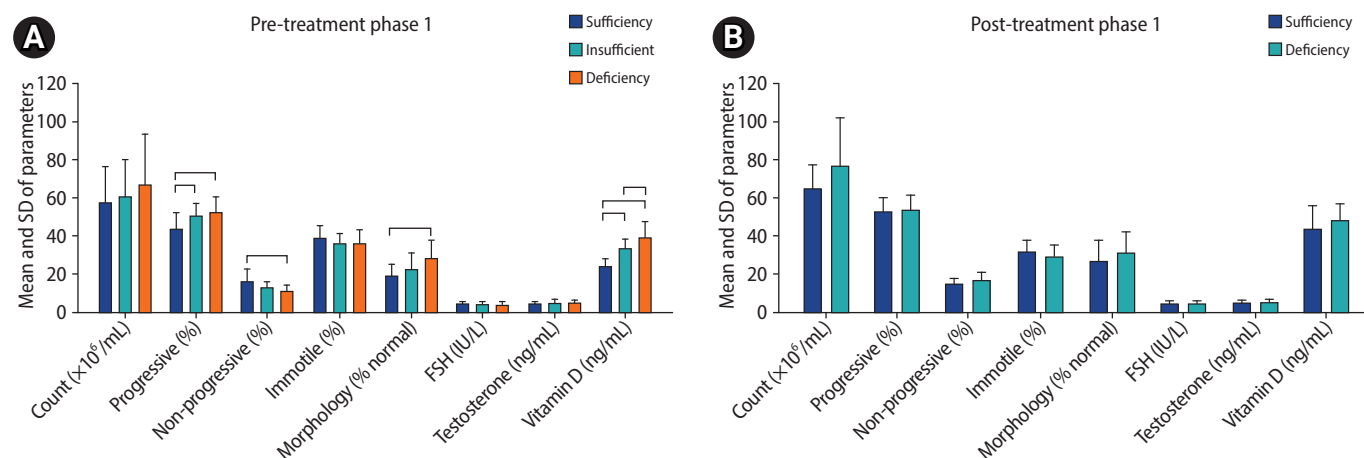 A
Pre-treatment phase 1
Sufficiency
Insufficient
Deficiency
Mean and SD of parameters
120
100
80
60
40
20
0
Count (×10⁶/mL)
Progressive (%)
Non-progressive (%)
Immotile (%)
Morphology (% normal)
FSH (IU/L)
Testosterone (ng/mL)
Vitamin D (ng/mL)
B
Post-treatment phase 1
Sufficiency
Deficiency
Mean and SD of parameters
120
100
80
60
40
20
0
Count (×10⁶/mL)
Progressive (%)
Non-progressive (%)
Immotile (%)
Morphology (% normal)
FSH (IU/L)
Testosterone (ng/mL)
Vitamin D (ng/mL)